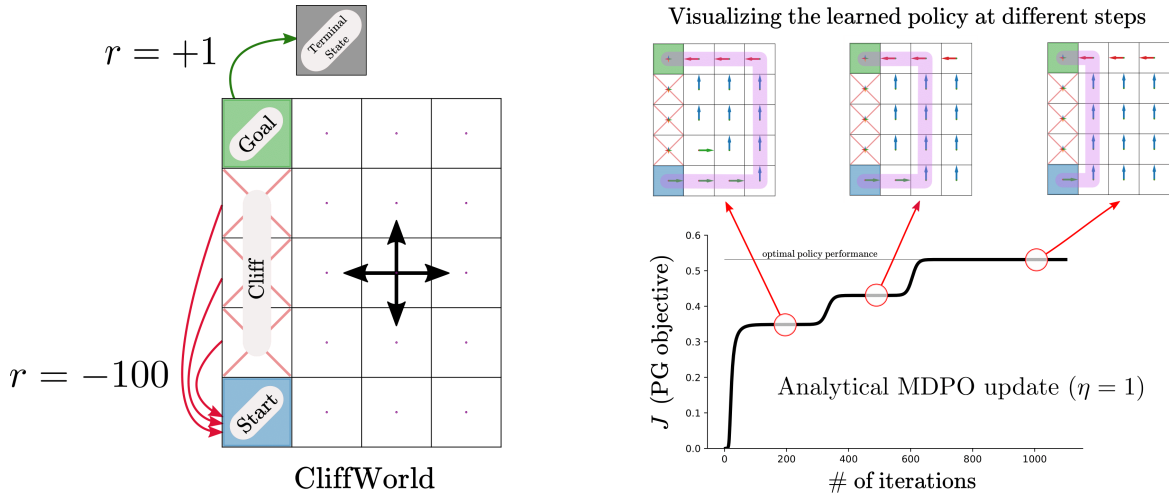 r = +1
Terminal
State
Goal
Cliff
r = −100
Start
CliffWorld
Visualizing the learned policy at different steps
0.6
0.5
0.4
0.3
0.2
0.1
0.0
J (PG objective)
optimal policy performance
Analytical MDPO update (η = 1)
0
200
400
600
800
1000
# of iterations